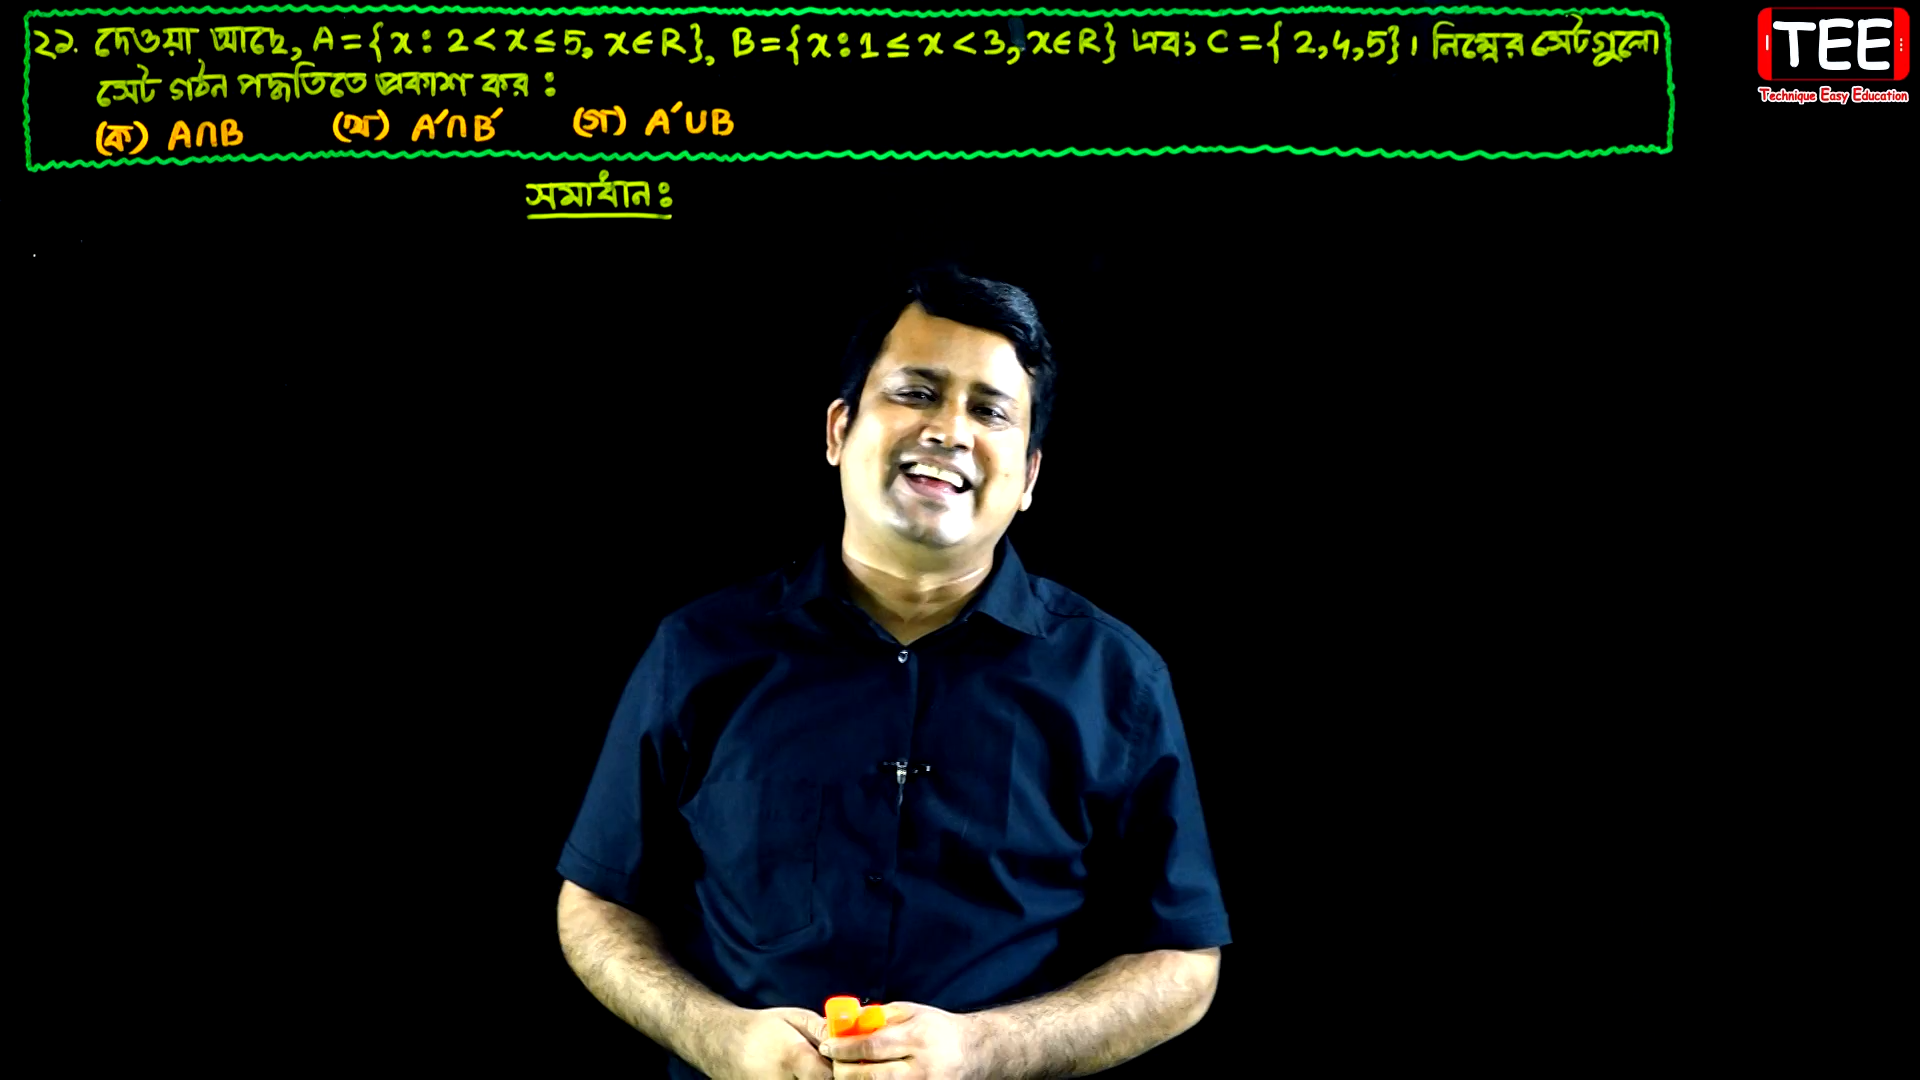 ২১. দেওয়া আছে, A={x:2<x≤5, x∈R}, B={x:1≤x<3, x∈R} এবং C={2,4,5}। নিম্নের সেটগুলো
সেট গঠন পদ্ধতিতে প্রকাশ কর :
(ক) A∩B (খ) A′∩B′ (গ) A′∪B
সমাধান:
TEE
Technique Easy Education